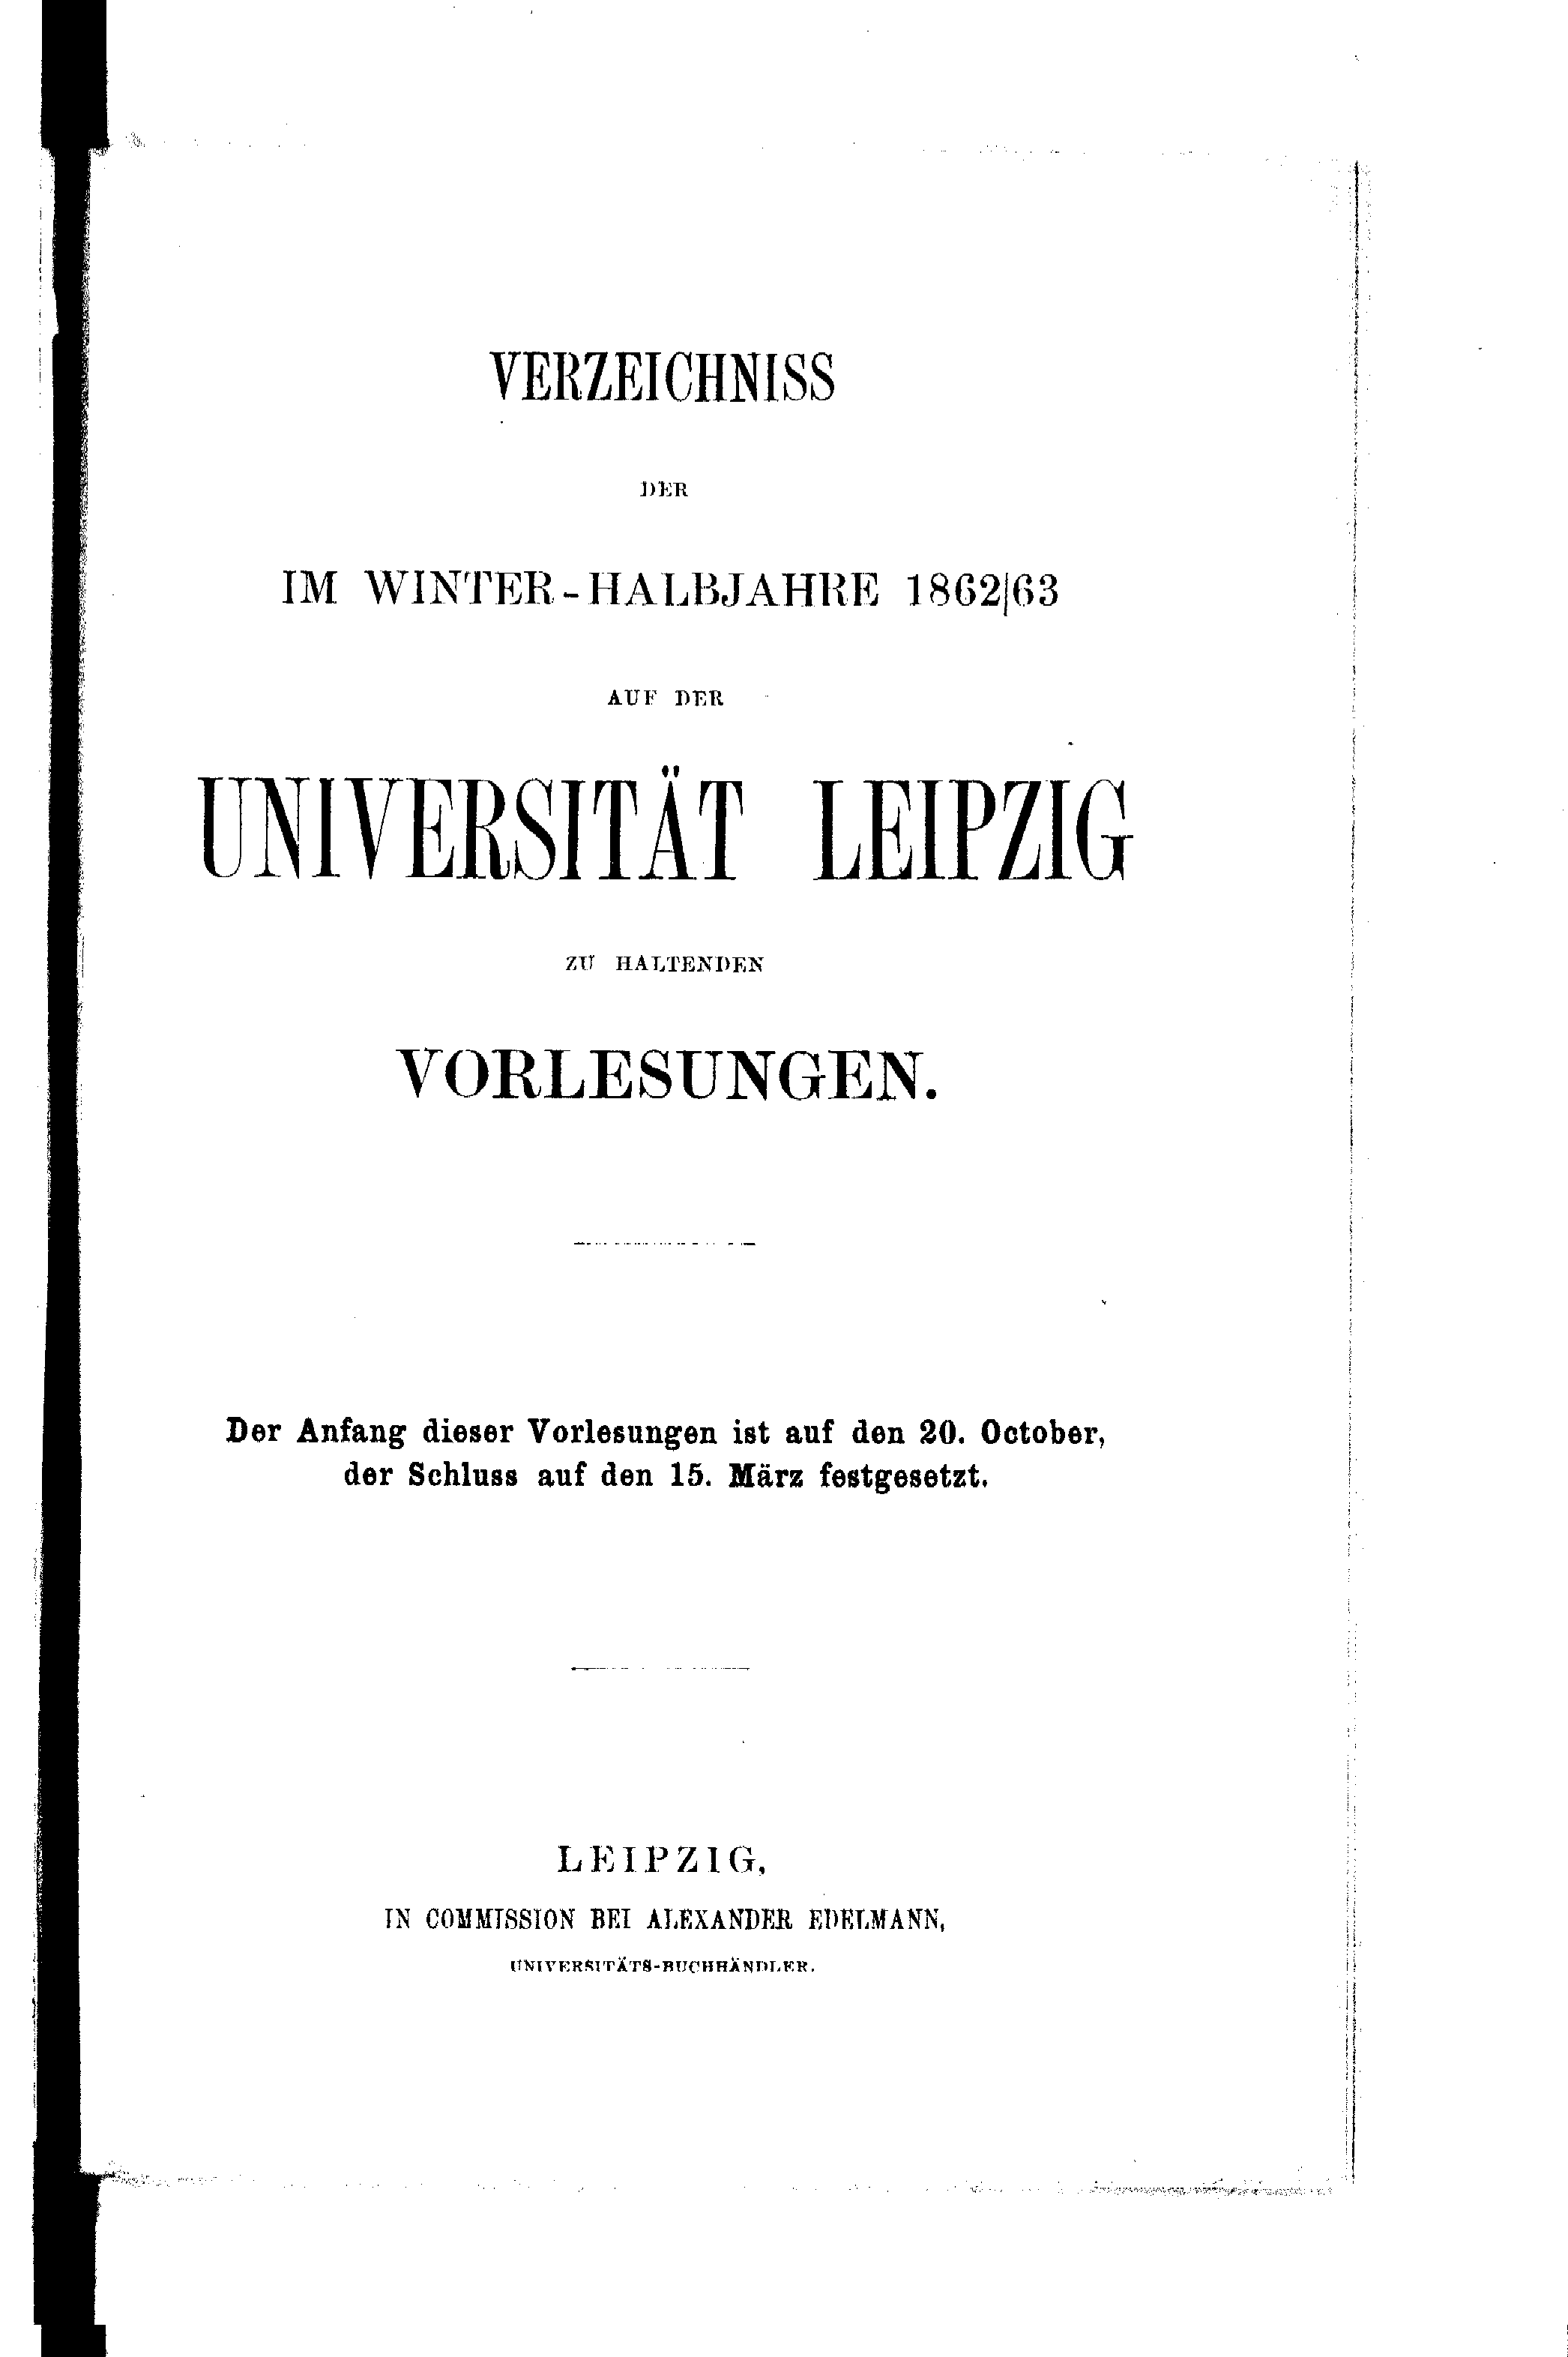 VERZEICHNISS
DER
IM WINTER-HALBJAHRE 1862|63
AUF DER
UNIVERSITÄT LEIPZIG
ZU HALTENDEN
VORLESUNGEN.
Der Anfang dieser Vorlesungen ist auf den 20. October,
der Schluss auf den 15. März festgesetzt.
LEIPZIG,
IN COMMISSION BEI ALEXANDER EDELMANN,
UNIVERSITÄTS-BUCHHÄNDLER.